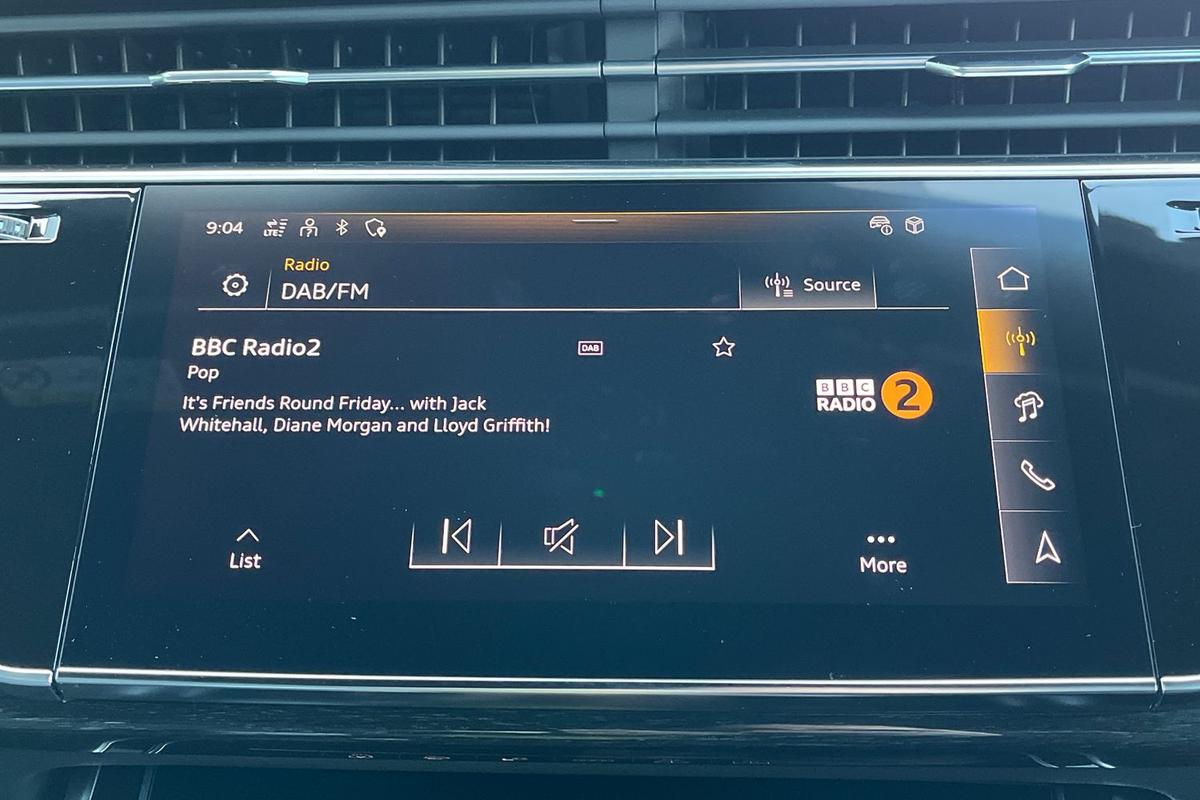 9:04 LTE
Radio
DAB/FM
Source
BBC Radio2
DAB
Pop
It's Friends Round Friday... with Jack
Whitehall, Diane Morgan and Lloyd Griffith!
BBC
RADIO 2
List
More